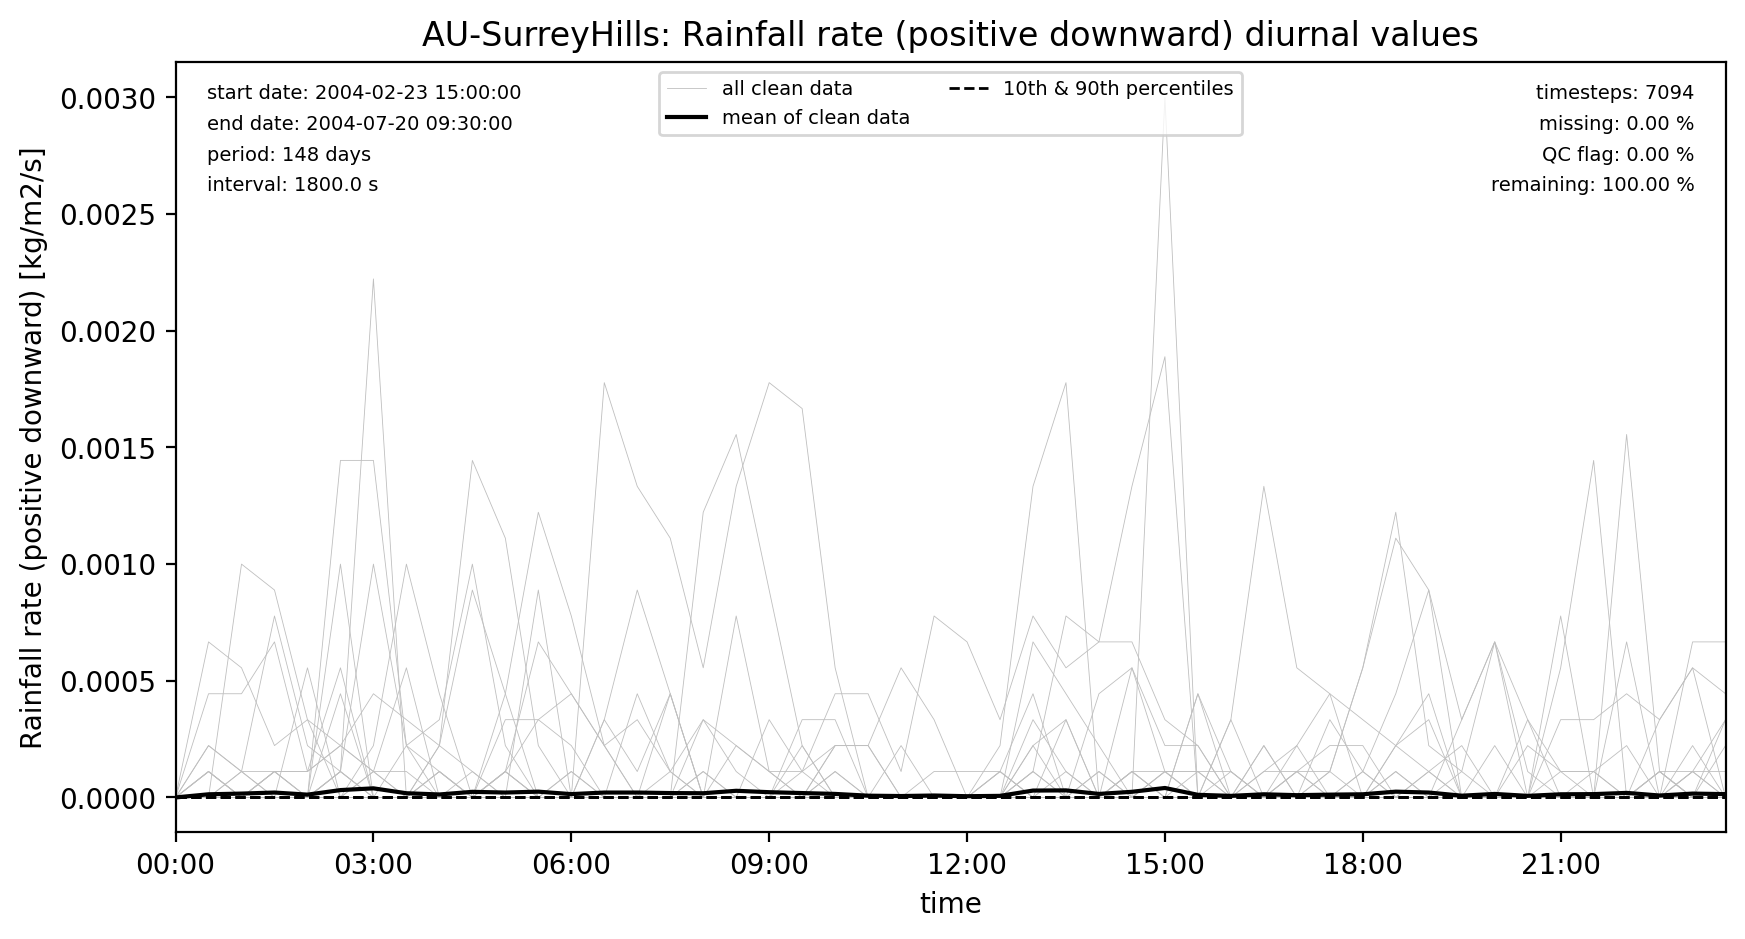 AU-SurreyHills: Rainfall rate (positive downward) diurnal values
start date: 2004-02-23 15:00:00
end date: 2004-07-20 09:30:00
period: 148 days
interval: 1800.0 s
all clean data
mean of clean data
10th & 90th percentiles
timesteps: 7094
missing: 0.00 %
QC flag: 0.00 %
remaining: 100.00 %
Rainfall rate (positive downward) [kg/m2/s]
0.0030
0.0025
0.0020
0.0015
0.0010
0.0005
0.0000
00:00 03:00 06:00 09:00 12:00 15:00 18:00 21:00
time